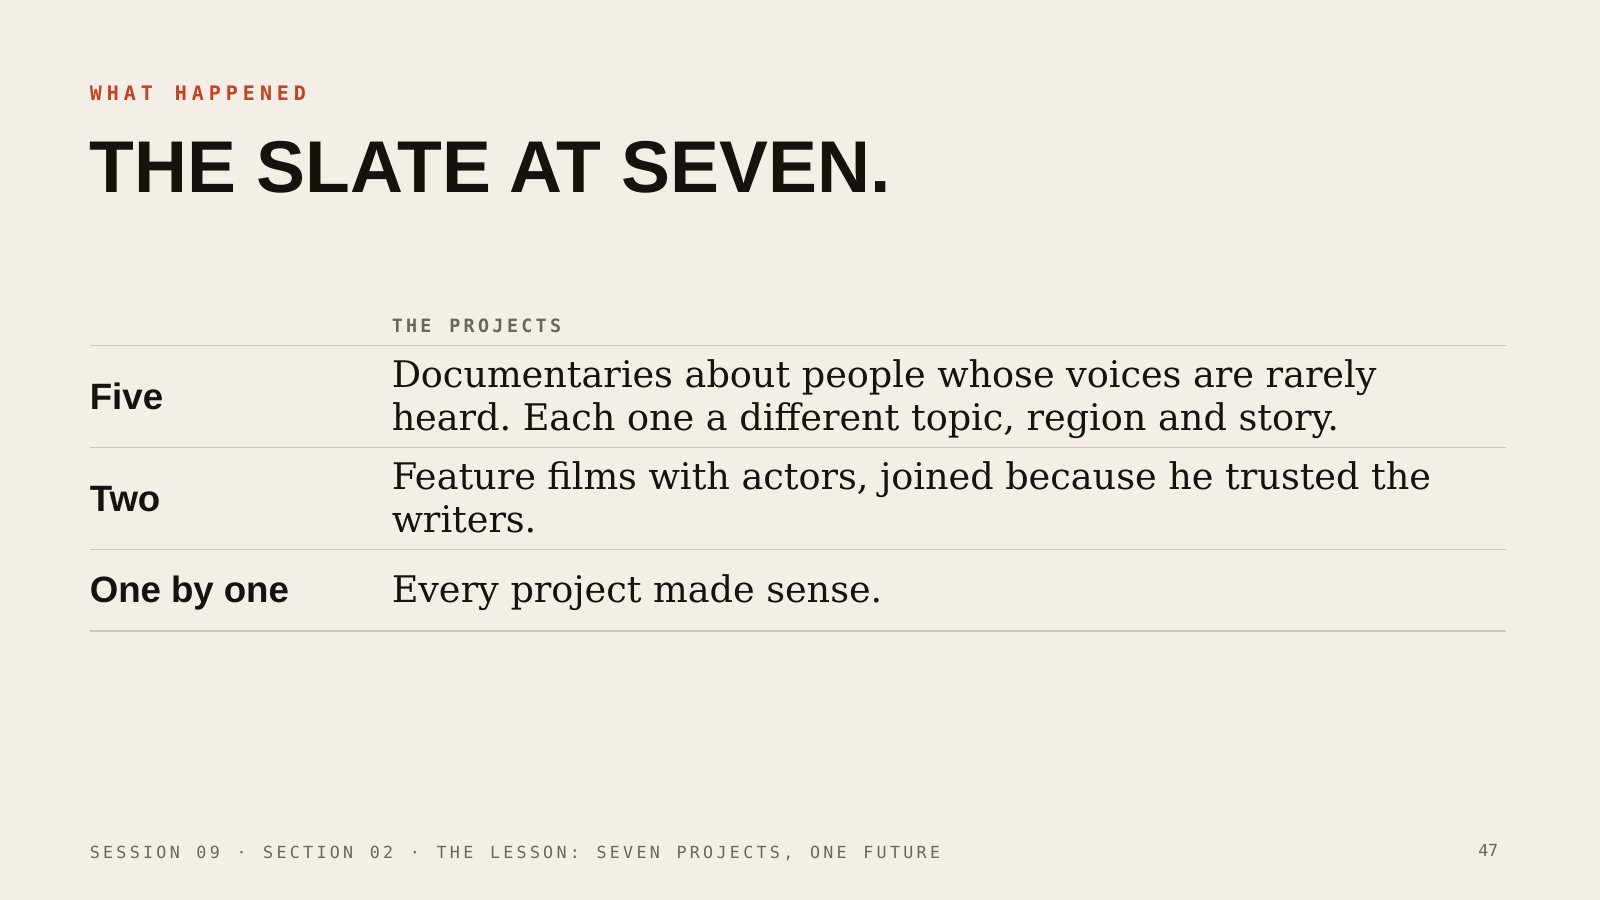 WHAT HAPPENED
THE SLATE AT SEVEN.
THE PROJECTS
Five
Documentaries about people whose voices are rarely
heard. Each one a different topic, region and story.
Two
Feature films with actors, joined because he trusted the
writers.
One by one
Every project made sense.
SESSION 09 · SECTION 02 · THE LESSON: SEVEN PROJECTS, ONE FUTURE
47